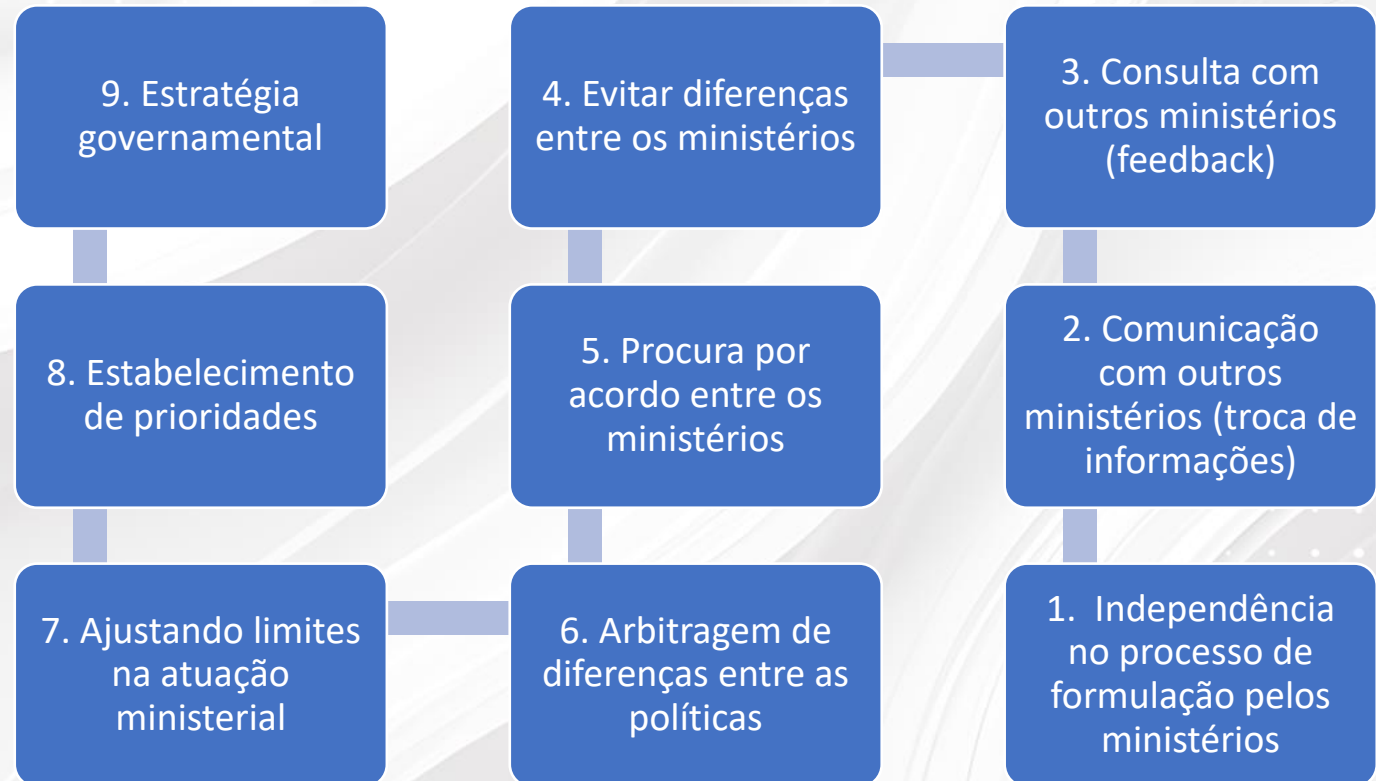 9. Estratégia
governamental
4. Evitar diferenças
entre os ministérios
3. Consulta com
outros ministérios
(feedback)
8. Estabelecimento
de prioridades
5. Procura por
acordo entre os
ministérios
2. Comunicação
com outros
ministérios (troca de
informações)
7. Ajustando limites
na atuação
ministerial
6. Arbitragem de
diferenças entre as
políticas
1. Independência
no processo de
formulação pelos
ministérios